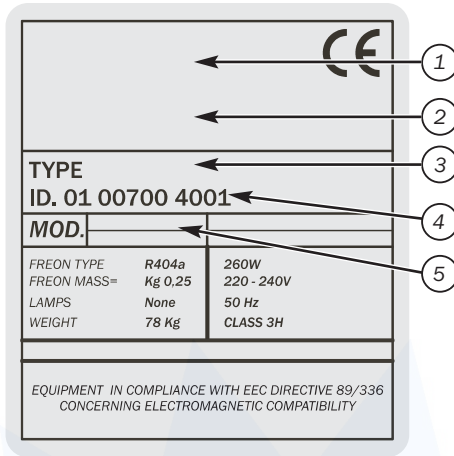 CE
1
2
TYPE
3
ID. 01 00700 4001
4
MOD.
5
FREON TYPE R404a 260W
FREON MASS= Kg 0,25 220 - 240V
LAMPS None 50 Hz
WEIGHT 78 Kg CLASS 3H
EQUIPMENT IN COMPLIANCE WITH EEC DIRECTIVE 89/336
CONCERNING ELECTROMAGNETIC COMPATIBILITY